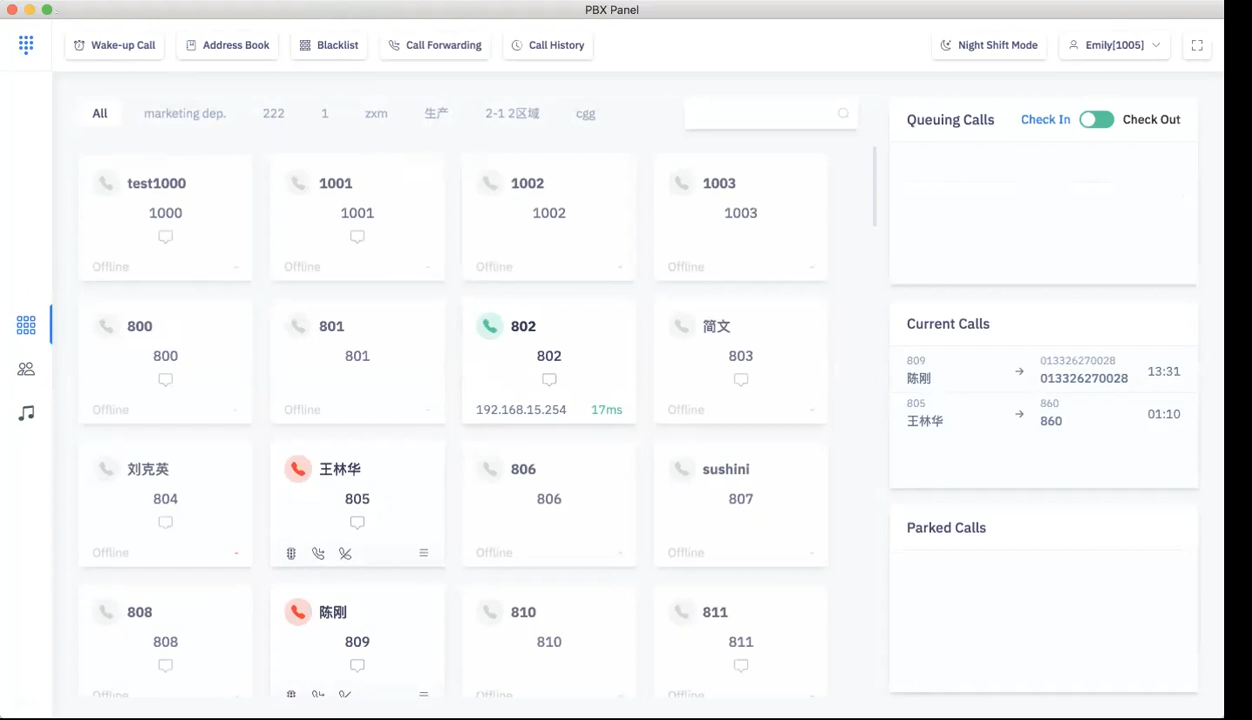 PBX Panel
Wake-up Call Address Book Blacklist Call Forwarding Call History Night Shift Mode Emily[1005]
All marketing dep. 222 1 zxm 生产 2-1 2区域 cgg
Queuing Calls Check In Check Out
test1000 1001 1002 1003
1000 1001 1002 1003
Offline - Offline - Offline - Offline -
800 801 802 简文
800 801 802 803
Offline - Offline - 192.168.15.254 17ms Offline -
Current Calls
809 013326270028
陈刚 → 013326270028 13:31
805 860
王林华 → 860 01:10
刘克英 王林华 806 sushini
804 805 806 807
Offline - Offline - Offline -
Parked Calls
808 陈刚 810 811
808 809 810 811
Offline - Offline - Offline -